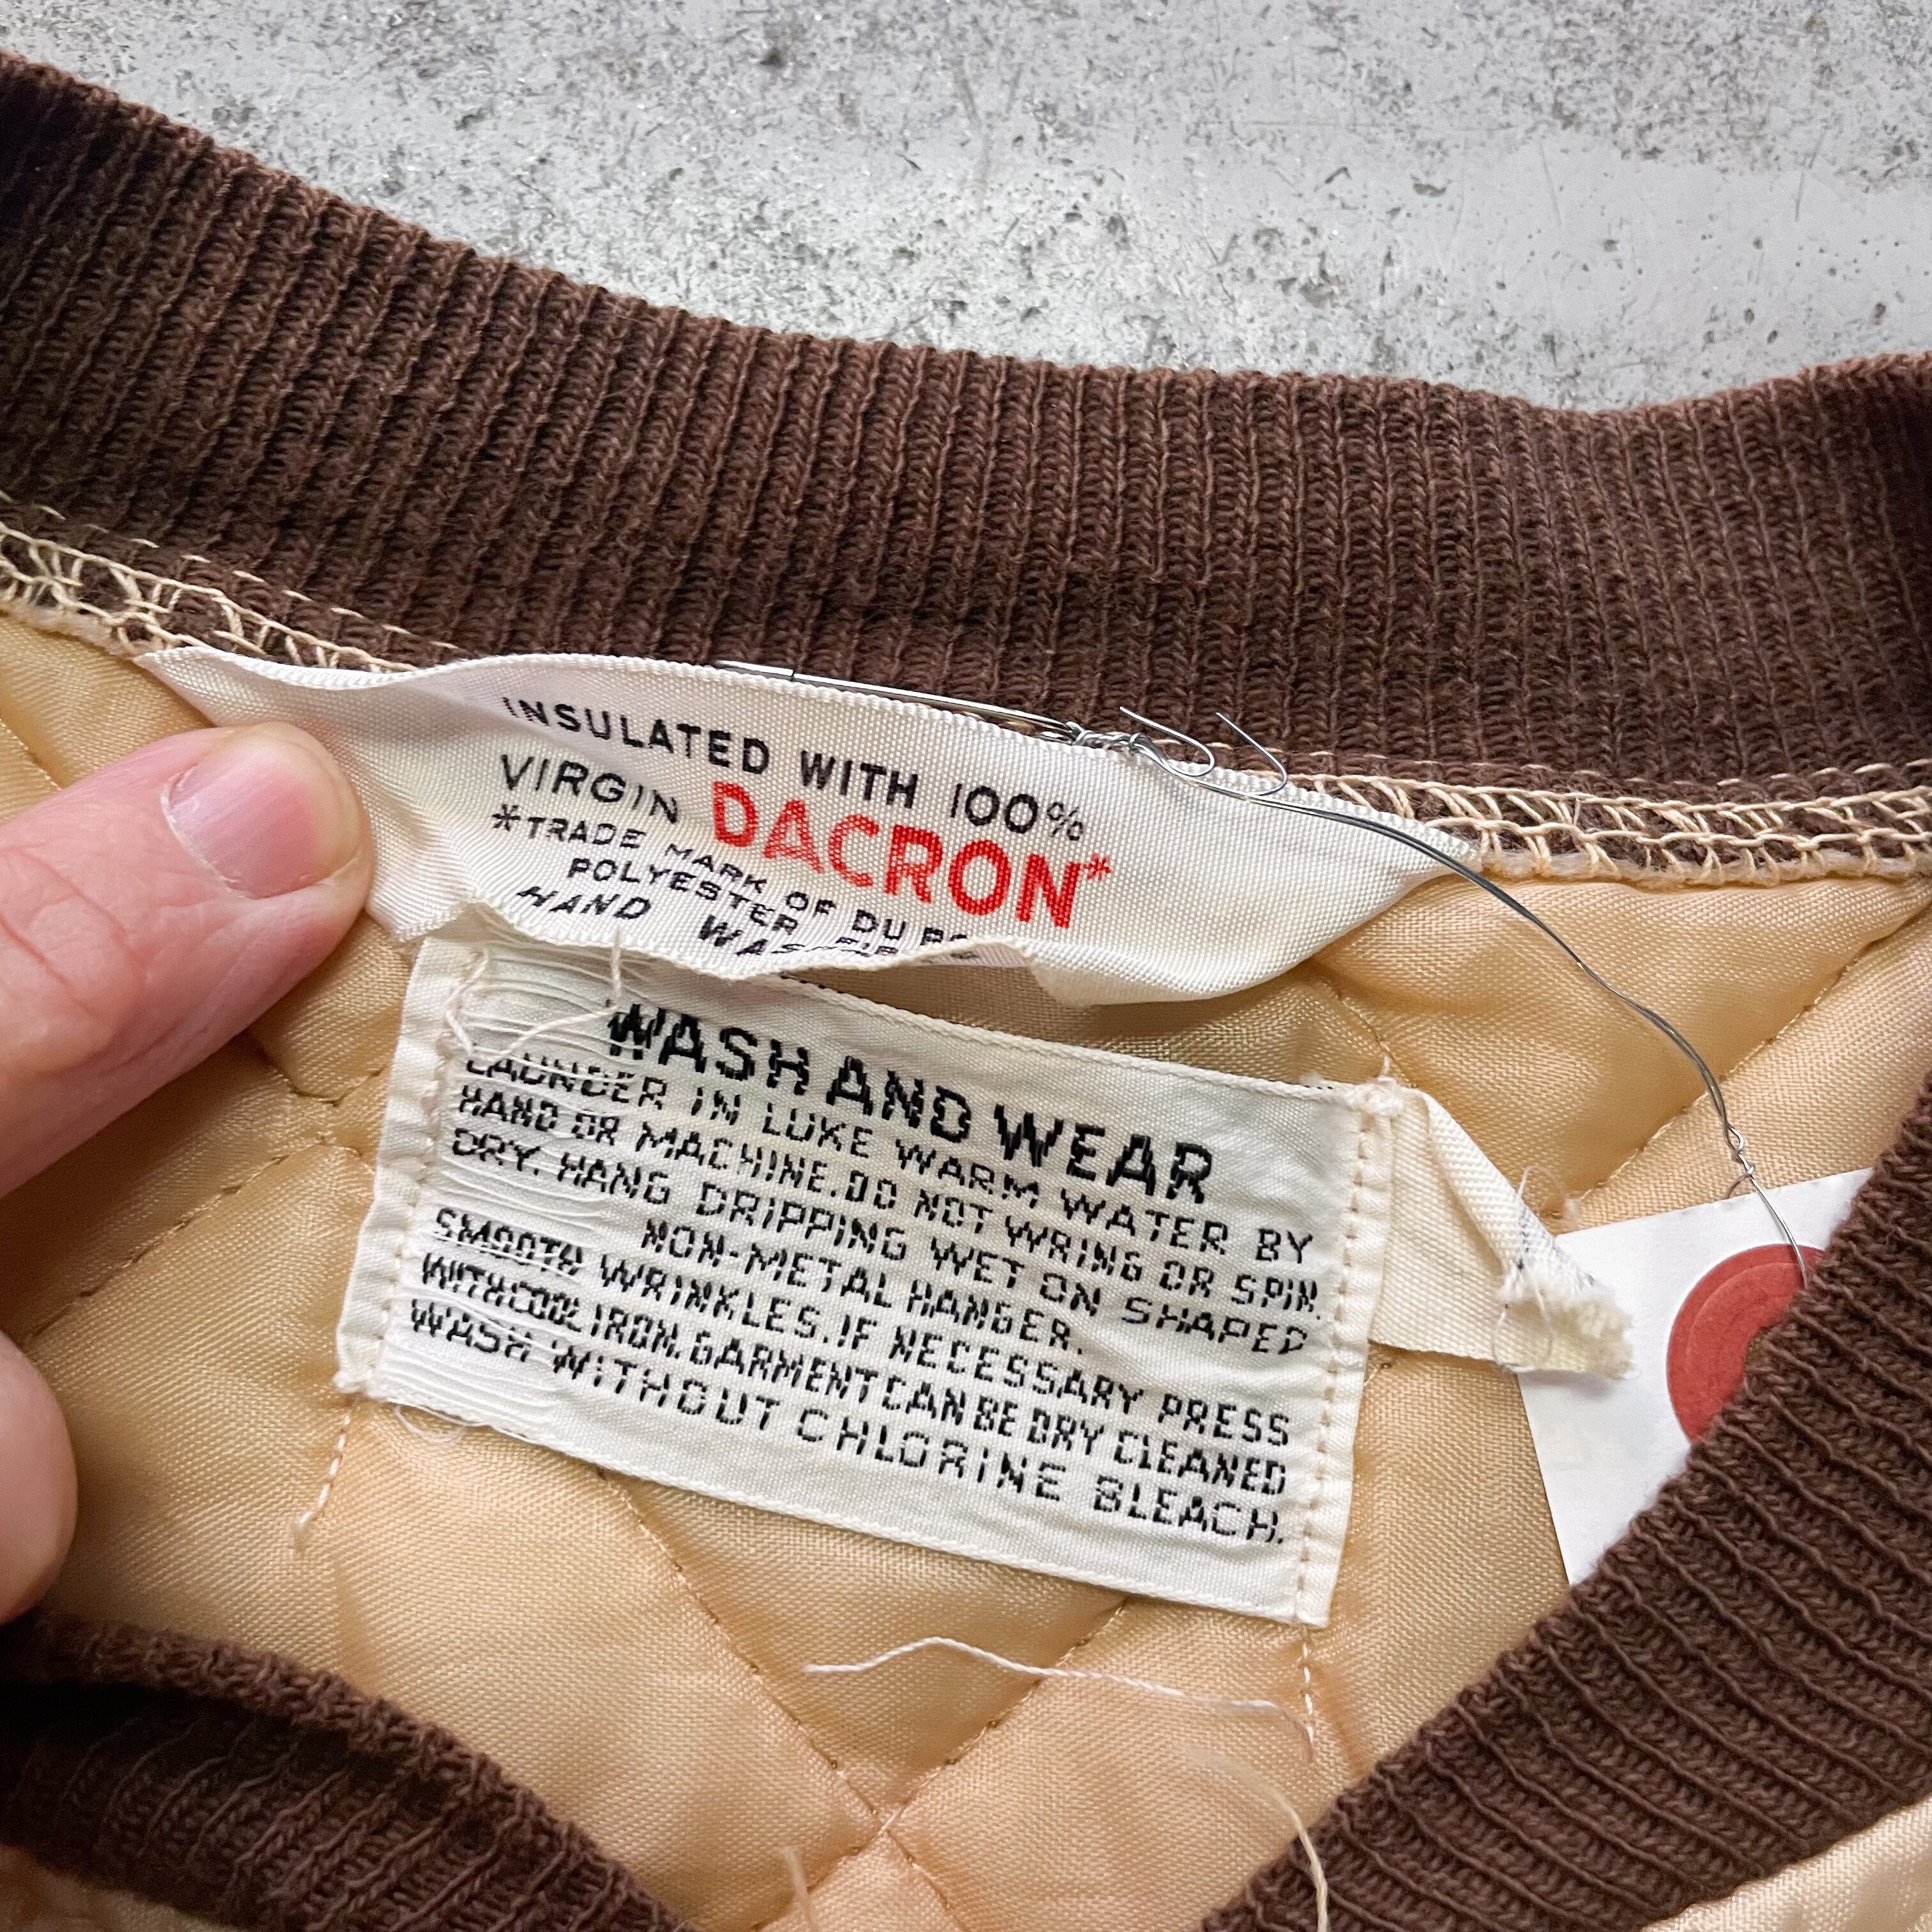 INSULATED WITH 100%
VIRGIN DACRON*
*TRADE MARK OF DU
POLYESTER
HAND
WASH AND WEAR
LAUNDER IN LUKE WARM WATER BY
HAND OR MACHINE. DO NOT WRING OR SPIN
DRY. HANG DRIPPING WET ON SHAPED
NON-METAL HANGER.
SMOOTH WRINKLES. IF NECESSARY PRESS
WITH COOL IRON. GARMENT CAN BE DRY CLEANED
WASH WITHOUT CHLORINE BLEACH.